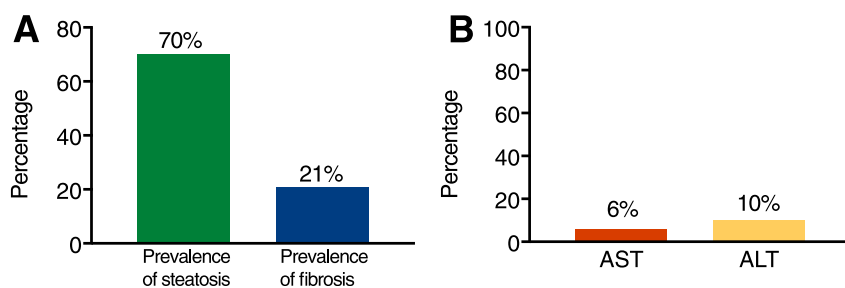 A
Percentage
80
60
40
20
0
70%
21%
Prevalence
of steatosis
Prevalence
of fibrosis
B
Percentage
100
80
60
40
20
0
6%
10%
AST
ALT